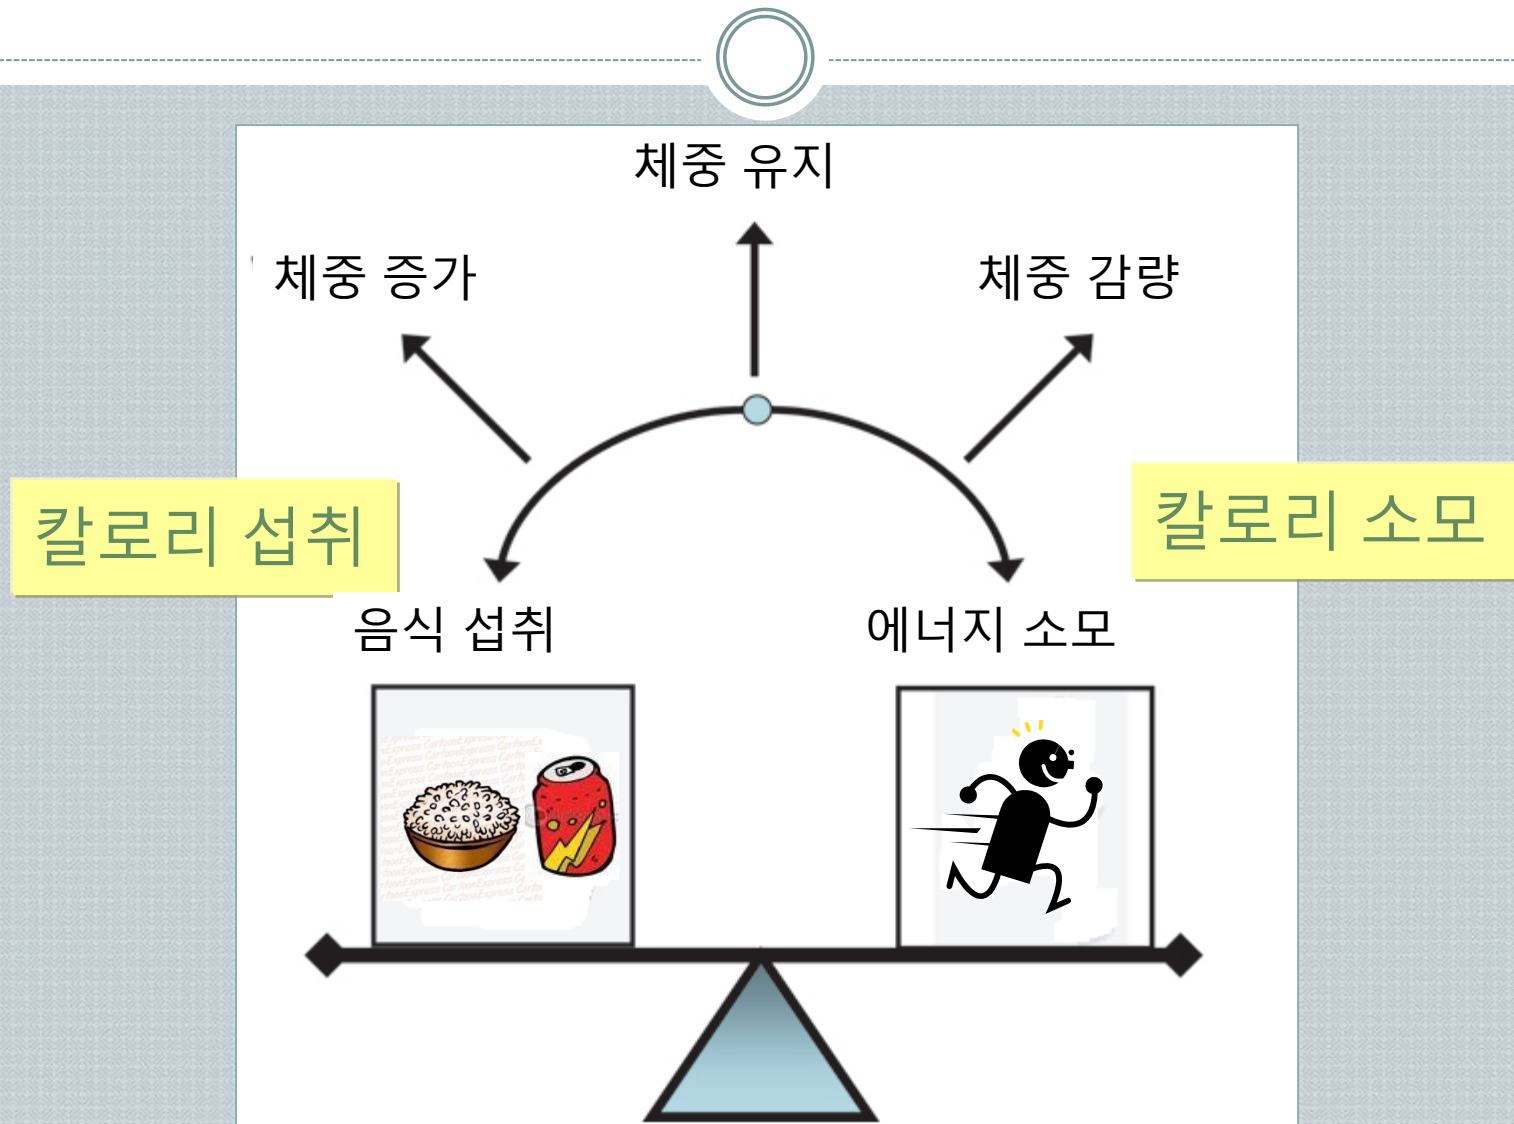 체중 유지
체중 증가
체중 감량
칼로리 섭취
칼로리 소모
음식 섭취
에너지 소모